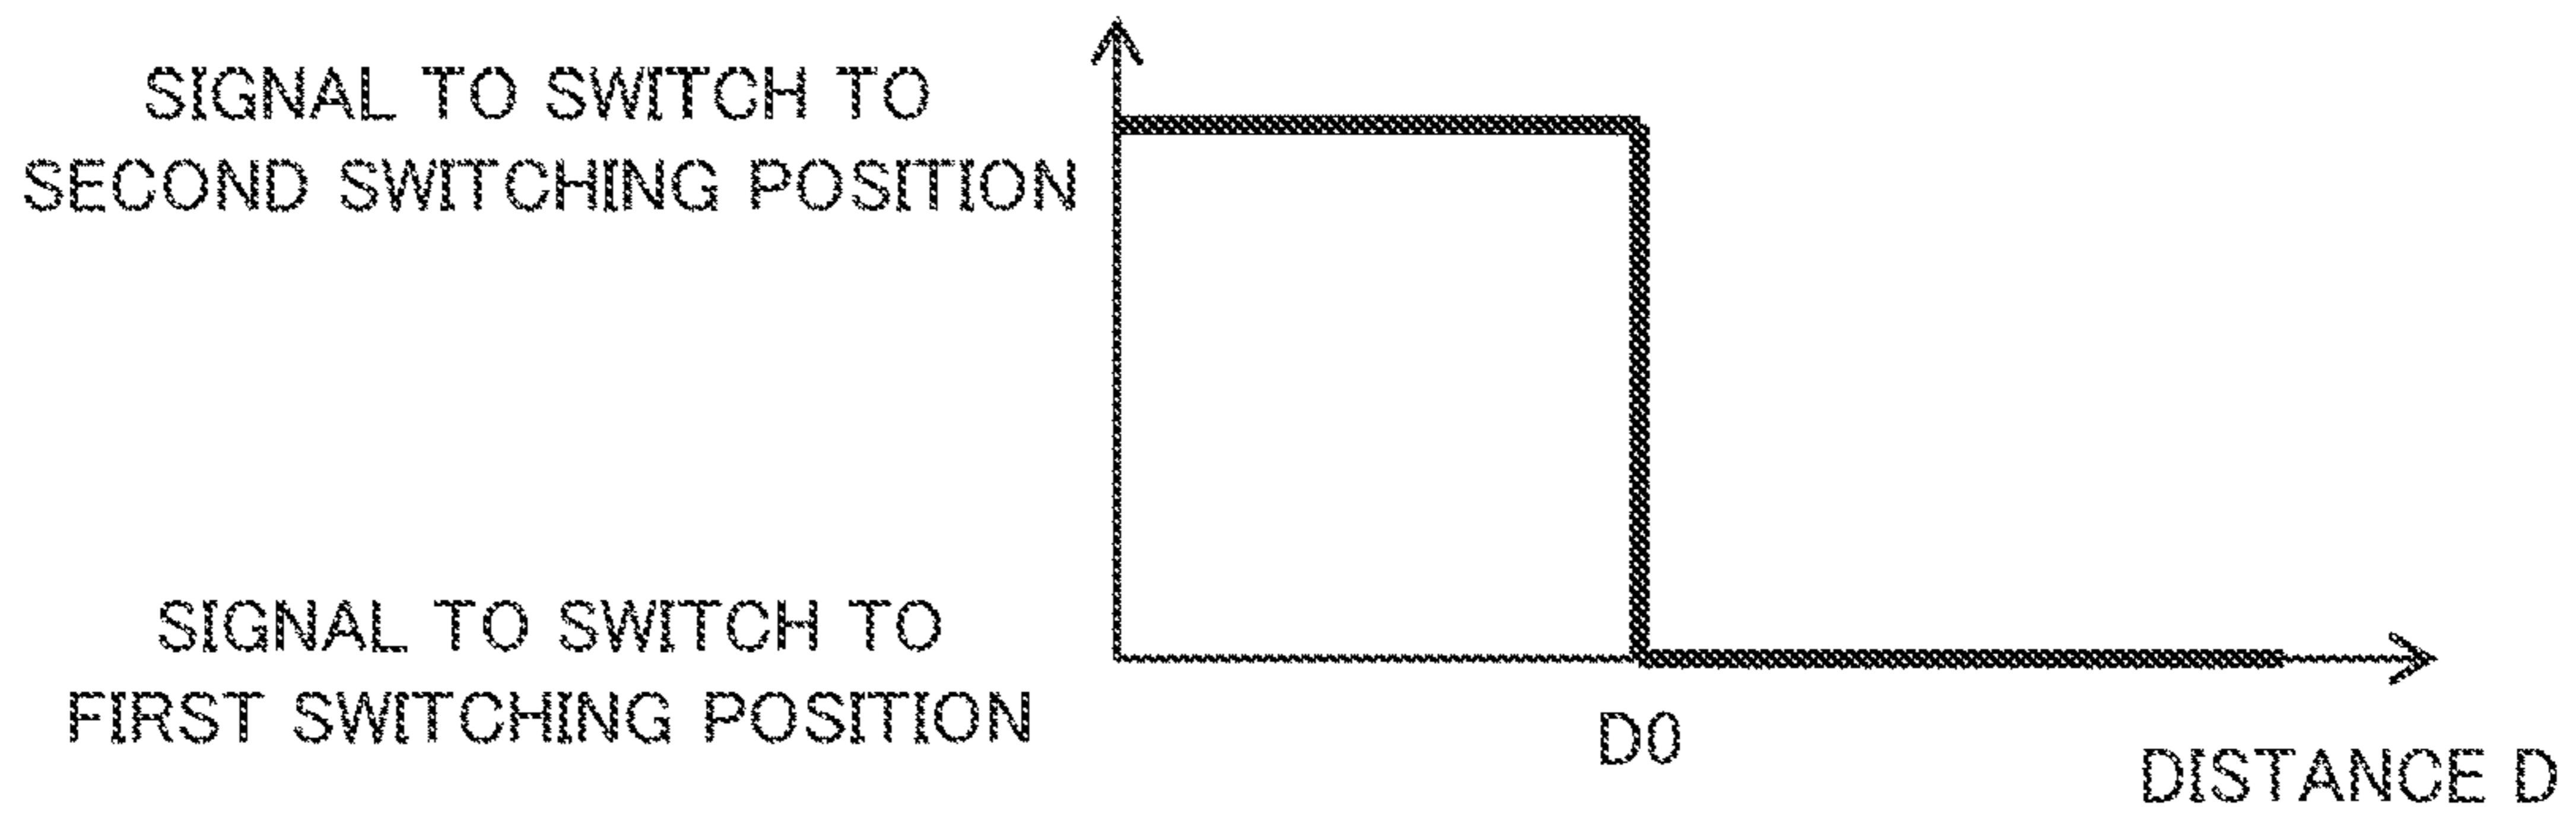 SIGNAL TO SWITCH TO
SECOND SWITCHING POSITION
SIGNAL TO SWITCH TO
FIRST SWITCHING POSITION
D0
DISTANCE D